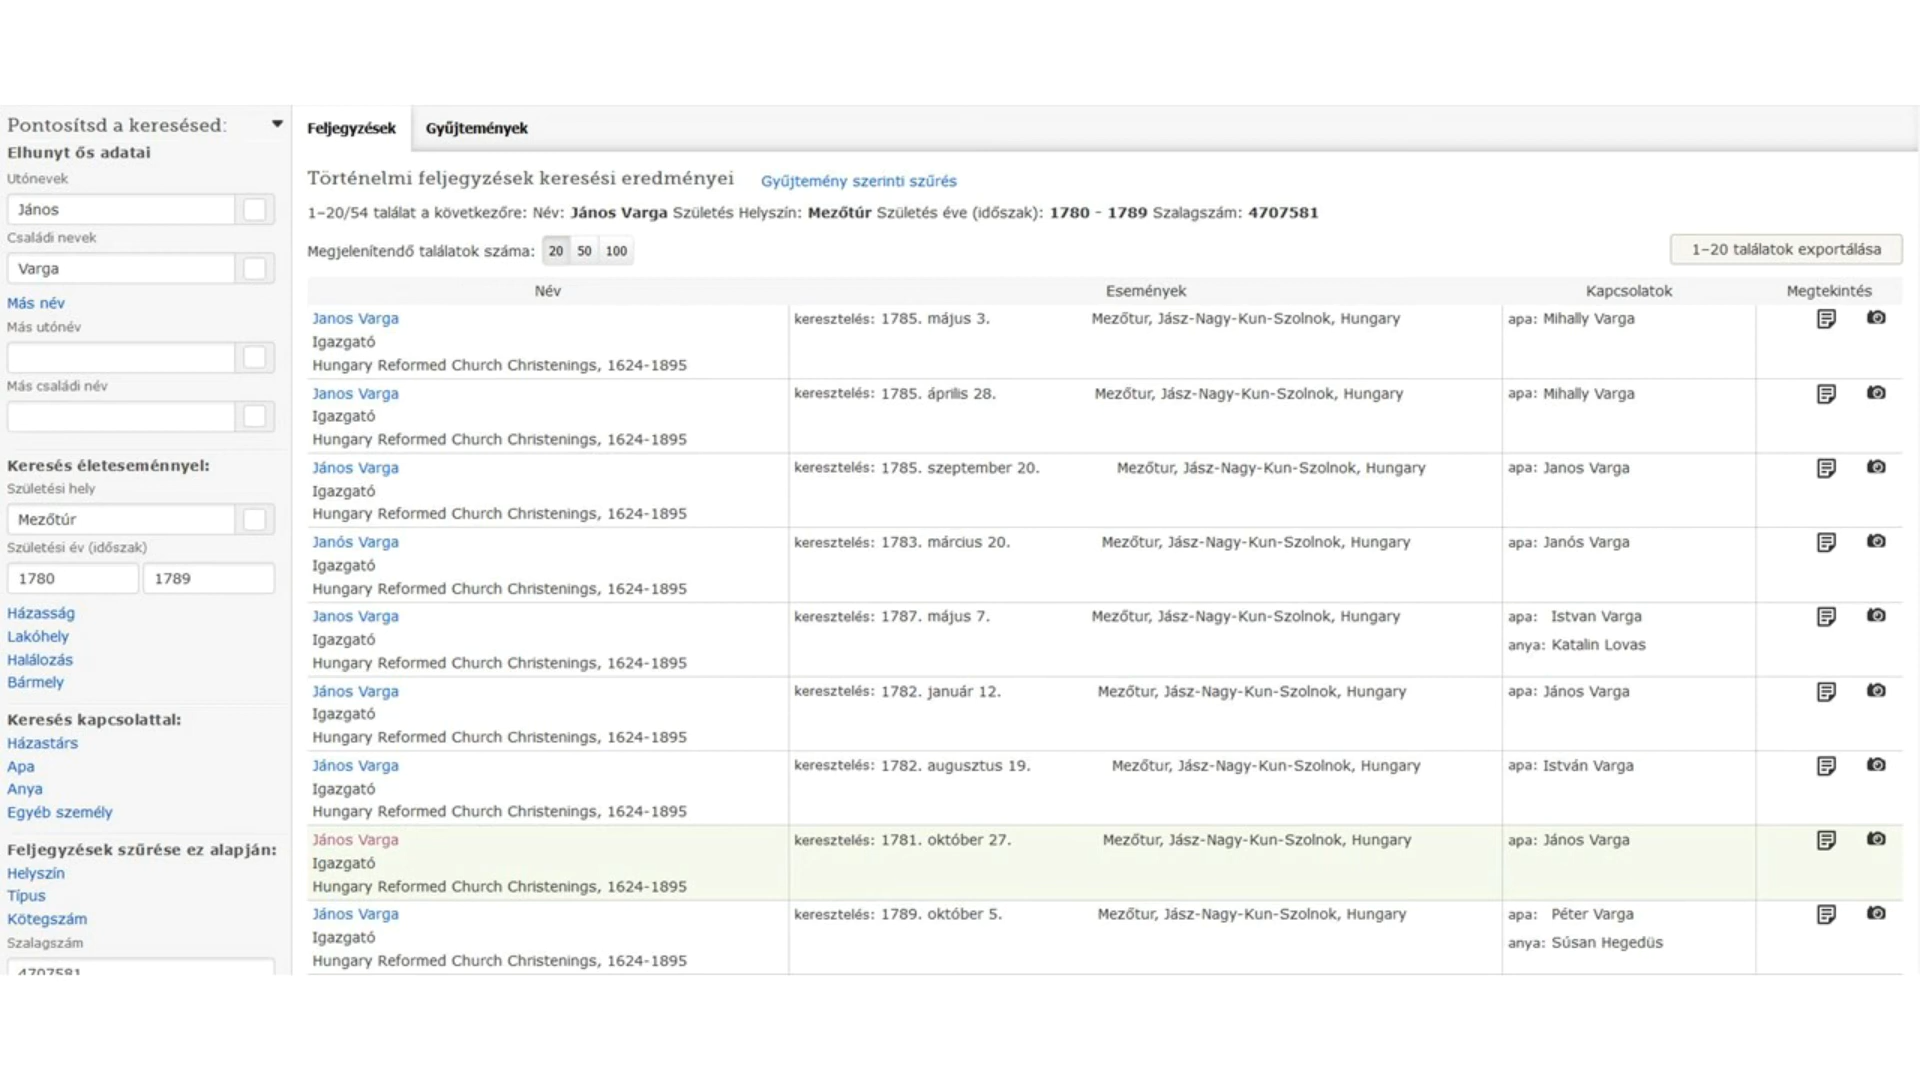 Pontosítsd a keresésed:
Elhunyt ős adatai
Utónevek
János
Családi nevek
Varga
Más név
Más utónév
Más családi név
Keresés életeseménnyel:
Születési hely
Mezőtúr
Születési év (időszak)
1780 1789
Házasság
Lakóhely
Halálozás
Bármely
Keresés kapcsolattal:
Házastárs
Apa
Anya
Egyéb személy
Feljegyzések szűrése ez alapján:
Helyszín
Típus
Kötegszám
Szalagszám
4707581
Feljegyzések Gyűjtemények
Történelmi feljegyzések keresési eredményei Gyűjtemény szerinti szűrés
1–20/54 találat a következőre: Név: János Varga Születés Helyszín: Mezőtúr Születés éve (időszak): 1780 - 1789 Szalagszám: 4707581
Megjelenítendő találatok száma: 20 50 100 1–20 találatok exportálása
Név Események Kapcsolatok Megtekintés
Janos Varga keresztelés: 1785. május 3. Mezőtur, Jász-Nagy-Kun-Szolnok, Hungary apa: Mihally Varga
Igazgató
Hungary Reformed Church Christenings, 1624-1895
Janos Varga keresztelés: 1785. április 28. Mezőtur, Jász-Nagy-Kun-Szolnok, Hungary apa: Mihally Varga
Igazgató
Hungary Reformed Church Christenings, 1624-1895
János Varga keresztelés: 1785. szeptember 20. Mezőtur, Jász-Nagy-Kun-Szolnok, Hungary apa: Janos Varga
Igazgató
Hungary Reformed Church Christenings, 1624-1895
Janós Varga keresztelés: 1783. március 20. Mezőtur, Jász-Nagy-Kun-Szolnok, Hungary apa: Janós Varga
Igazgató
Hungary Reformed Church Christenings, 1624-1895
Janos Varga keresztelés: 1787. május 7. Mezőtur, Jász-Nagy-Kun-Szolnok, Hungary apa: Istvan Varga
Igazgató anya: Katalin Lovas
Hungary Reformed Church Christenings, 1624-1895
János Varga keresztelés: 1782. január 12. Mezőtur, Jász-Nagy-Kun-Szolnok, Hungary apa: János Varga
Igazgató
Hungary Reformed Church Christenings, 1624-1895
János Varga keresztelés: 1782. augusztus 19. Mezőtur, Jász-Nagy-Kun-Szolnok, Hungary apa: István Varga
Igazgató
Hungary Reformed Church Christenings, 1624-1895
János Varga keresztelés: 1781. október 27. Mezőtur, Jász-Nagy-Kun-Szolnok, Hungary apa: János Varga
Igazgató
Hungary Reformed Church Christenings, 1624-1895
János Varga keresztelés: 1789. október 5. Mezőtur, Jász-Nagy-Kun-Szolnok, Hungary apa: Péter Varga
Igazgató anya: Súsan Hegedüs
Hungary Reformed Church Christenings, 1624-1895